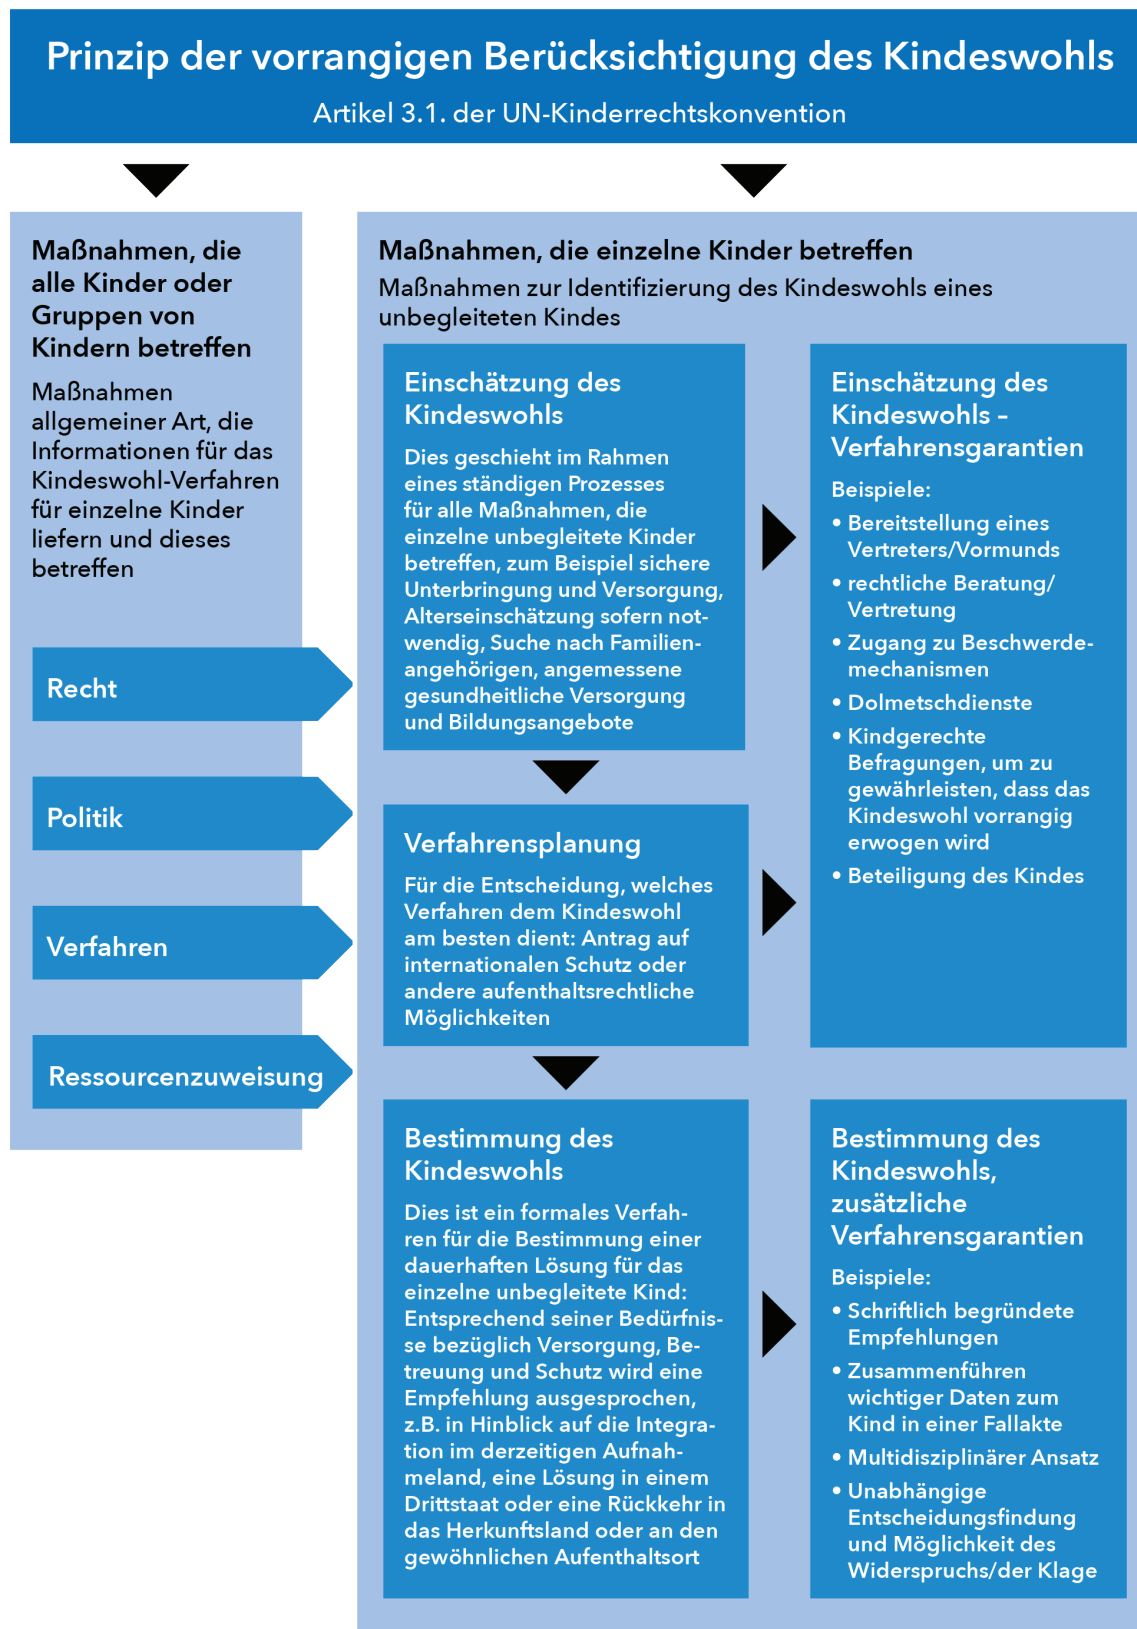 Prinzip der vorrangigen Berücksichtigung des Kindeswohls
Artikel 3.1. der UN-Kinderrechtskonvention
Maßnahmen, die
alle Kinder oder
Gruppen von
Kindern betreffen
Maßnahmen
allgemeiner Art, die
Informationen für das
Kindeswohl-Verfahren
für einzelne Kinder
liefern und dieses
betreffen
Recht
Politik
Verfahren
Ressourcenzuweisung
Maßnahmen, die einzelne Kinder betreffen
Maßnahmen zur Identifizierung des Kindeswohls eines
unbegleiteten Kindes
Einschätzung des
Kindeswohls
Dies geschieht im Rahmen
eines ständigen Prozesses
für alle Maßnahmen, die
einzelne unbegleitete Kinder
betreffen, zum Beispiel sichere
Unterbringung und Versorgung,
Alterseinschätzung sofern not-
wendig, Suche nach Familien-
angehörigen, angemessene
gesundheitliche Versorgung
und Bildungsangebote
Einschätzung des
Kindeswohls –
Verfahrensgarantien
Beispiele:
• Bereitstellung eines
Vertreters/Vormunds
• rechtliche Beratung/
Vertretung
• Zugang zu Beschwerde-
mechanismen
• Dolmetschdienste
• Kindgerechte
Befragungen, um zu
gewährleisten, dass das
Kindeswohl vorrangig
erwogen wird
• Beteiligung des Kindes
Verfahrensplanung
Für die Entscheidung, welches
Verfahren dem Kindeswohl
am besten dient: Antrag auf
internationalen Schutz oder
andere aufenthaltsrechtliche
Möglichkeiten
Bestimmung des
Kindeswohls
Dies ist ein formales Verfah-
ren für die Bestimmung einer
dauerhaften Lösung für das
einzelne unbegleitete Kind:
Entsprechend seiner Bedürfnis-
se bezüglich Versorgung, Be-
treuung und Schutz wird eine
Empfehlung ausgesprochen,
z.B. in Hinblick auf die Integra-
tion im derzeitigen Aufnah-
meland, eine Lösung in einem
Drittstaat oder eine Rückkehr in
das Herkunftsland oder an den
gewöhnlichen Aufenthaltsort
Bestimmung des
Kindeswohls,
zusätzliche
Verfahrensgarantien
Beispiele:
• Schriftlich begründete
Empfehlungen
• Zusammenführen
wichtiger Daten zum
Kind in einer Fallakte
• Multidisziplinärer Ansatz
• Unabhängige
Entscheidungsfindung
und Möglichkeit des
Widerspruchs/der Klage